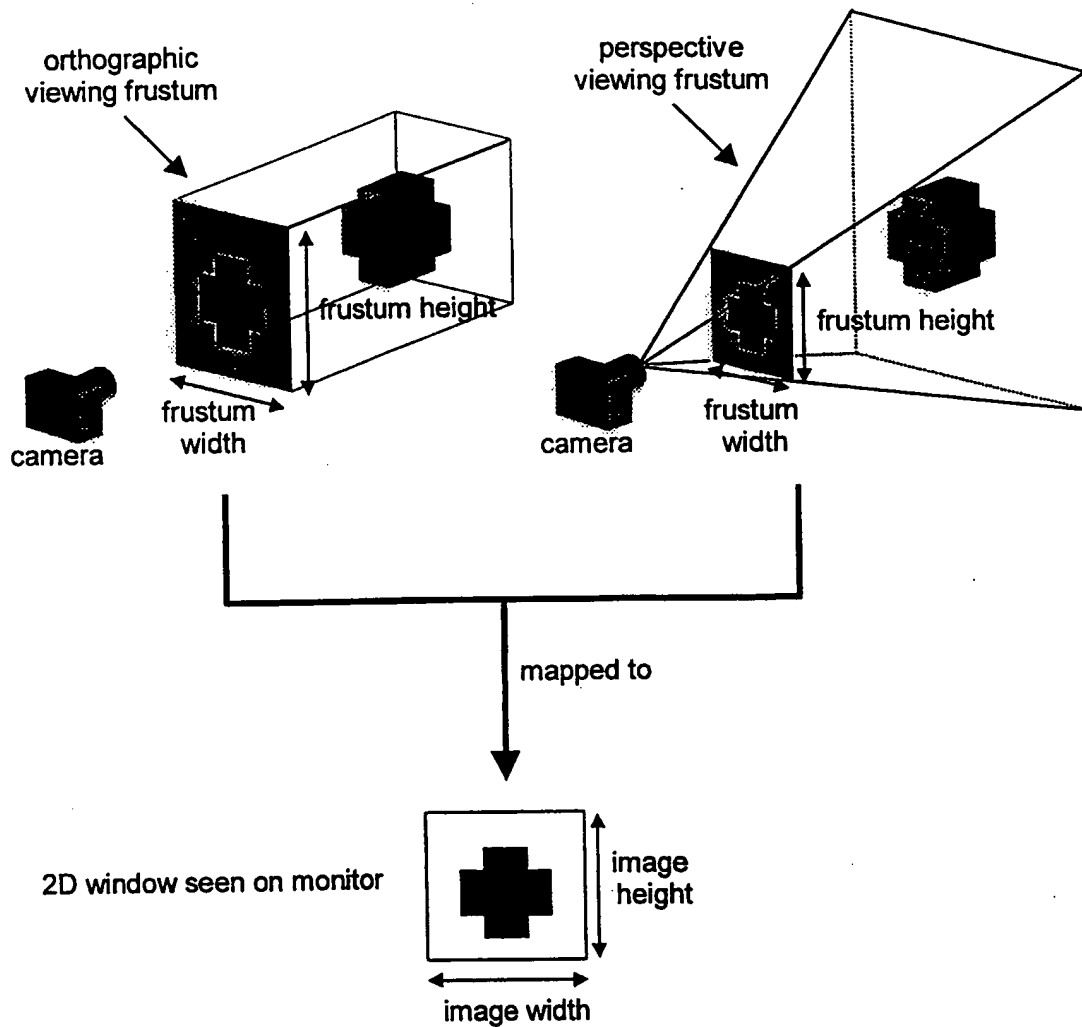 orthographic
viewing frustum
frustum height
frustum
width
camera
perspective
viewing frustum
frustum height
frustum
width
camera
mapped to
2D window seen on monitor
image
height
image width